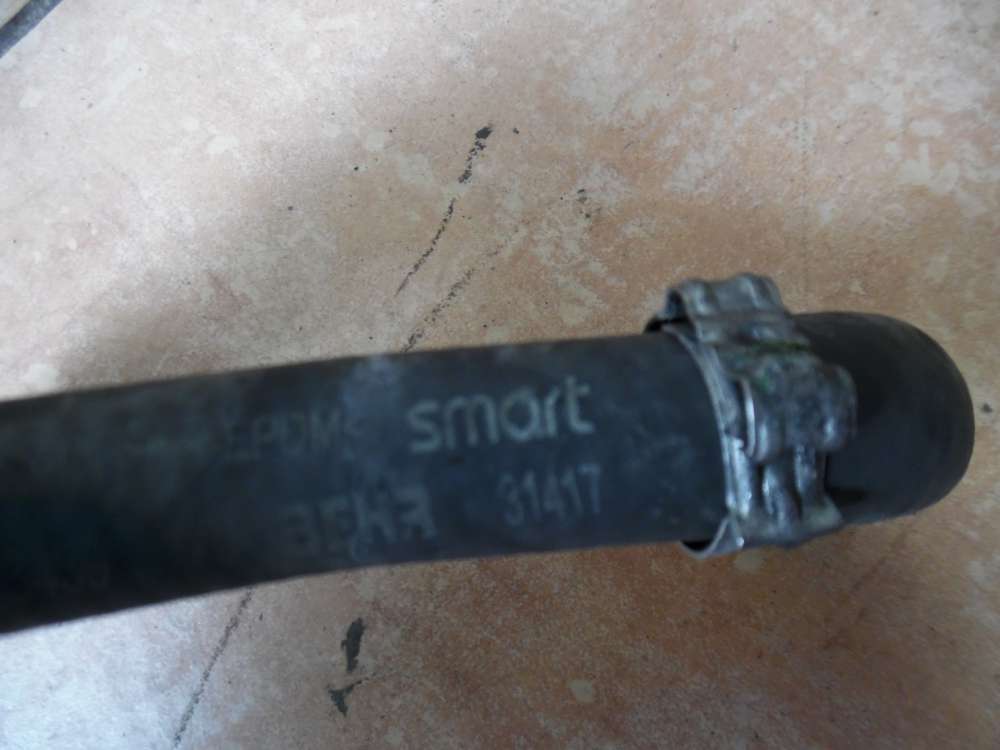 EPDM smart
BEHR 31417